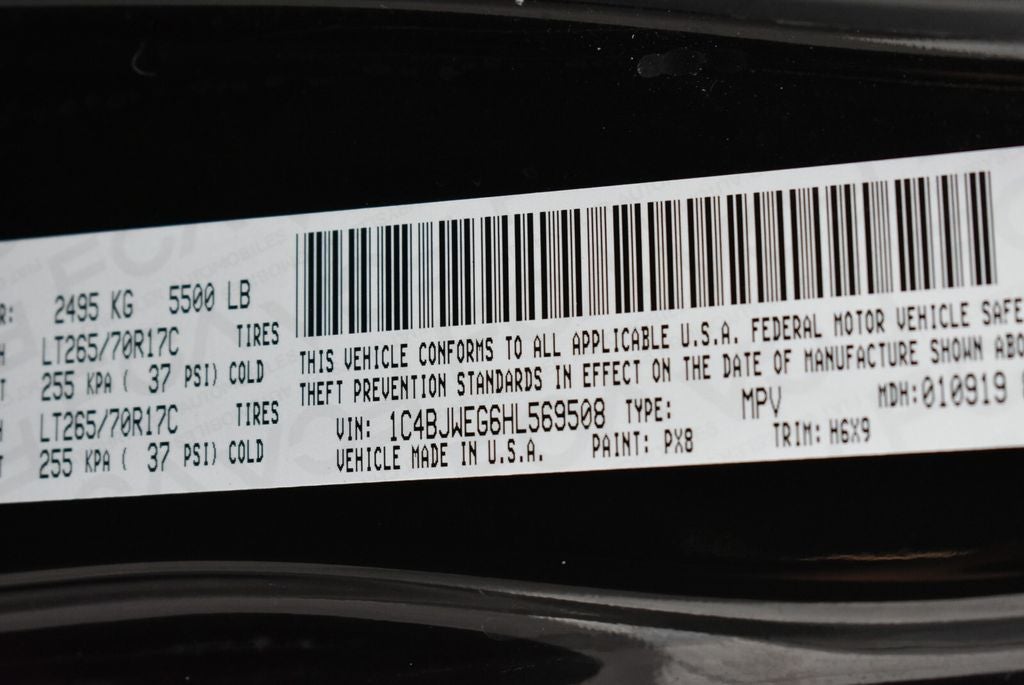 R: 2495 KG 5500 LB
H LT265/70R17C TIRES
T 255 KPA ( 37 PSI) COLD
H LT265/70R17C TIRES
T 255 KPA ( 37 PSI) COLD
THIS VEHICLE CONFORMS TO ALL APPLICABLE U.S.A. FEDERAL MOTOR VEHICLE SAFE
THEFT PREVENTION STANDARDS IN EFFECT ON THE DATE OF MANUFACTURE SHOWN ABO
VIN: 1C4BJWEG6HL569508 TYPE: MPV MDH:010919
VEHICLE MADE IN U.S.A. PAINT: PX8 TRIM: H6X9